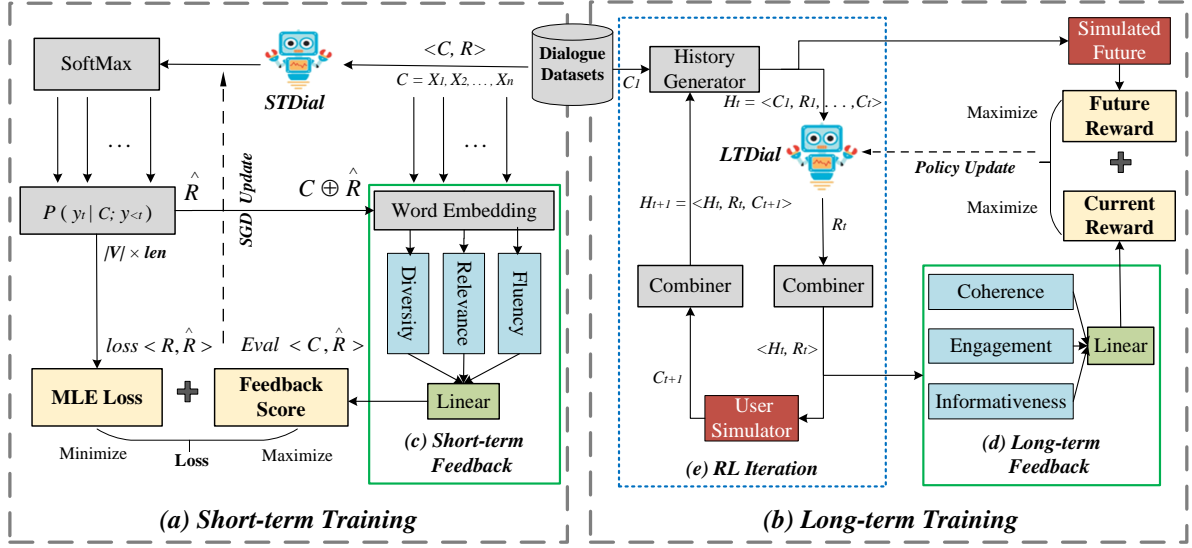 SoftMax
STDial
<C, R>
C = X1, X2, ..., Xn
Dialogue
Datasets
...
...
R̂
C ⊕ R̂
P ( yt | C; y<t)
|V| × len
SGD Update
Word Embedding
Diversity
Relevance
Fluency
loss < R, R̂ >
Eval < C, R̂ >
MLE Loss
Feedback
Score
Linear
Minimize
Loss
Maximize
(c) Short-term
Feedback
(a) Short-term Training
C1
History
Generator
Ht = <C1, R1, ..., Ct>
LTDial
Ht+1 = <Ht, Rt, Ct+1>
Rt
Combiner
Combiner
<Ht, Rt>
Ct+1
User
Simulator
(e) RL Iteration
Simulated
Future
Maximize
Future
Reward
Policy Update
Maximize
Current
Reward
Coherence
Engagement
Linear
Informativeness
(d) Long-term
Feedback
(b) Long-term Training